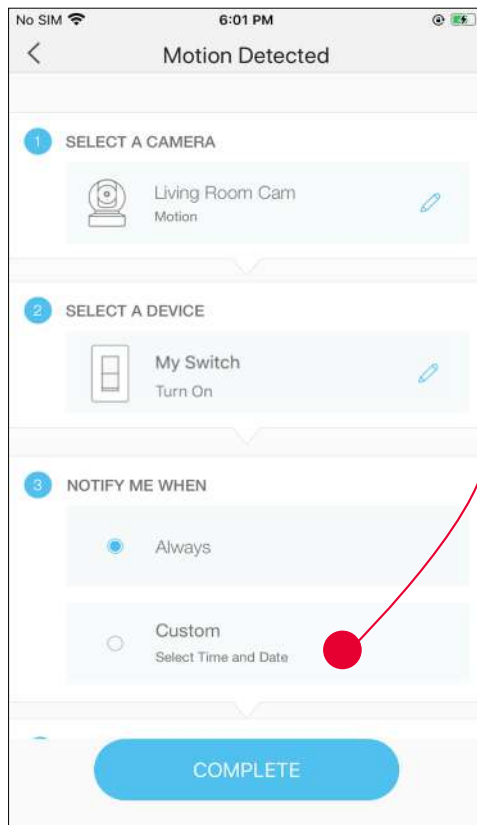 No SIM 6:01 PM
Motion Detected
1 SELECT A CAMERA
Living Room Cam
Motion
2 SELECT A DEVICE
My Switch
Turn On
3 NOTIFY ME WHEN
Always
Custom
Select Time and Date
COMPLETE